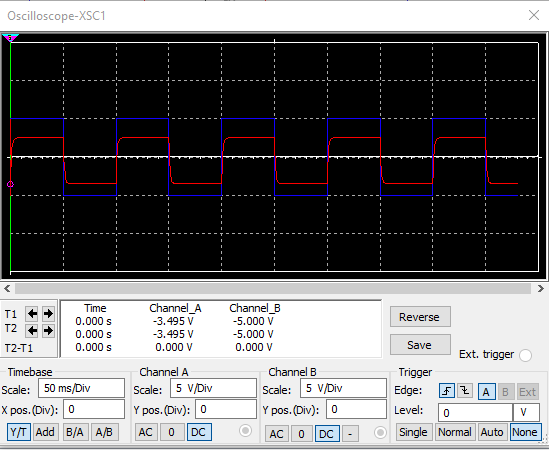 Oscilloscope-XSC1
Time Channel_A Channel_B
T1 0.000 s -3.495 V -5.000 V
T2 0.000 s -3.495 V -5.000 V
T2-T1 0.000 s 0.000 V 0.000 V
Reverse
Save
Ext. trigger
Timebase
Scale: 50 ms/Div
X pos.(Div): 0
Y/T Add B/A A/B
Channel A
Scale: 5 V/Div
Y pos.(Div): 0
AC 0 DC
Channel B
Scale: 5 V/Div
Y pos.(Div): 0
AC 0 DC -
Trigger
Edge: A B Ext
Level: 0 V
Single Normal Auto None